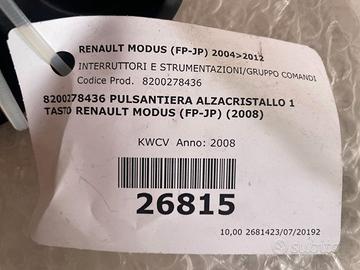 RENAULT MODUS (FP-JP) 2004>2012
INTERRUTTORI E STRUMENTAZIONI/GRUPPO COMANDI
Codice Prod. 8200278436
8200278436 PULSANTIERA ALZACRISTALLO 1
TASTO RENAULT MODUS (FP-JP) (2008)
KWCV Anno: 2008
26815
10,00 2681423/07/20192
subito